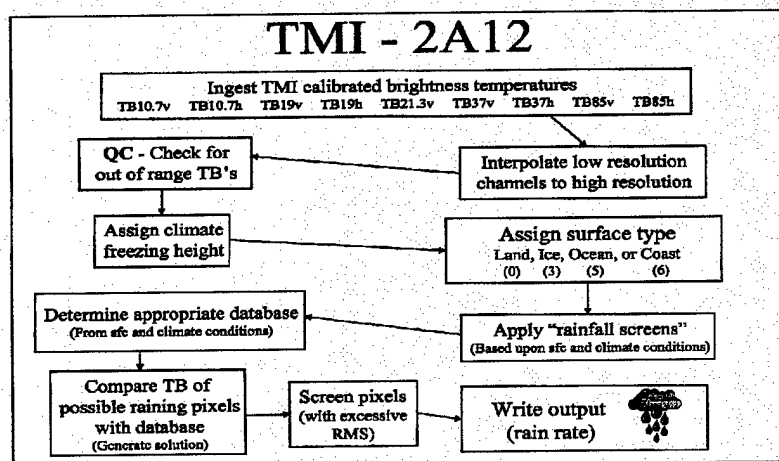 TMI - 2A12
Ingest TMI calibrated brightness temperatures
TB10.7v TB10.7h TB19v TB19h TB21.3v TB37v TB37h TB85v TB85h
QC - Check for
out of range TB's
Interpolate low resolution
channels to high resolution
Assign climate
freezing height
Assign surface type
Land, Ice, Ocean, or Coast
(0) (3) (5) (6)
Determine appropriate database
(From sfc and climate conditions)
Apply "rainfall screens"
(Based upon sfc and climate conditions)
Compare TB of
possible raining pixels
with database
(Generate solution)
Screen pixels
(with excessive
RMS)
Write output
(rain rate)